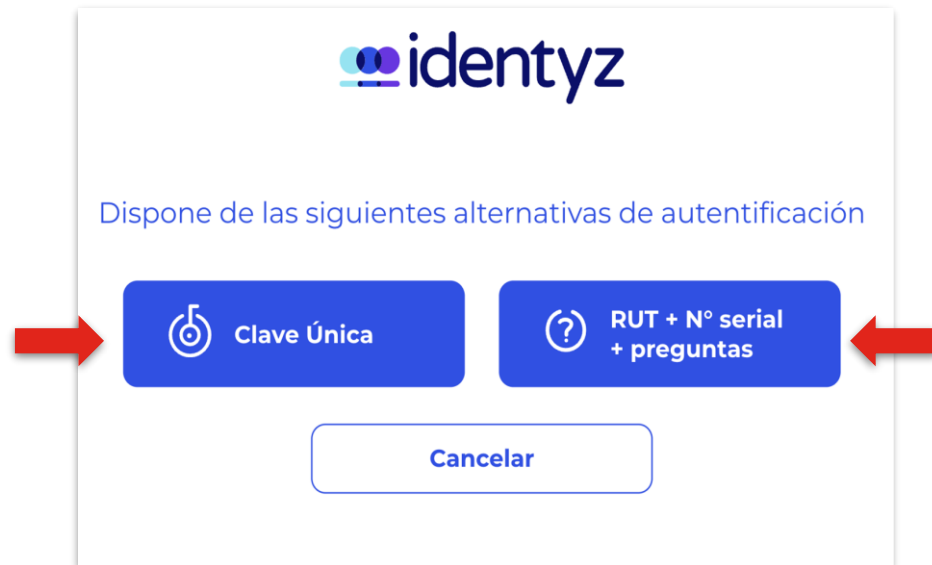 identyz
Dispone de las siguientes alternativas de autentificación
Clave Única
RUT + N° serial
+ preguntas
Cancelar